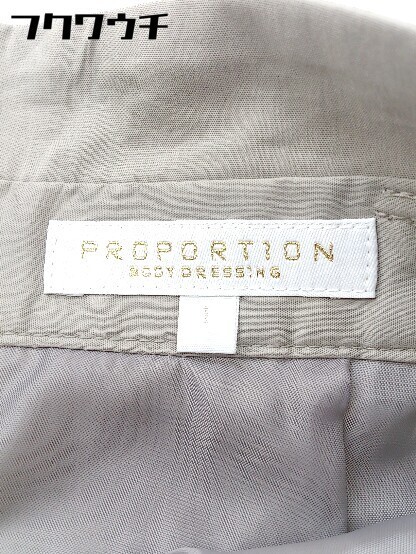 フクワウチ
PROPORTION
BODY DRESSING